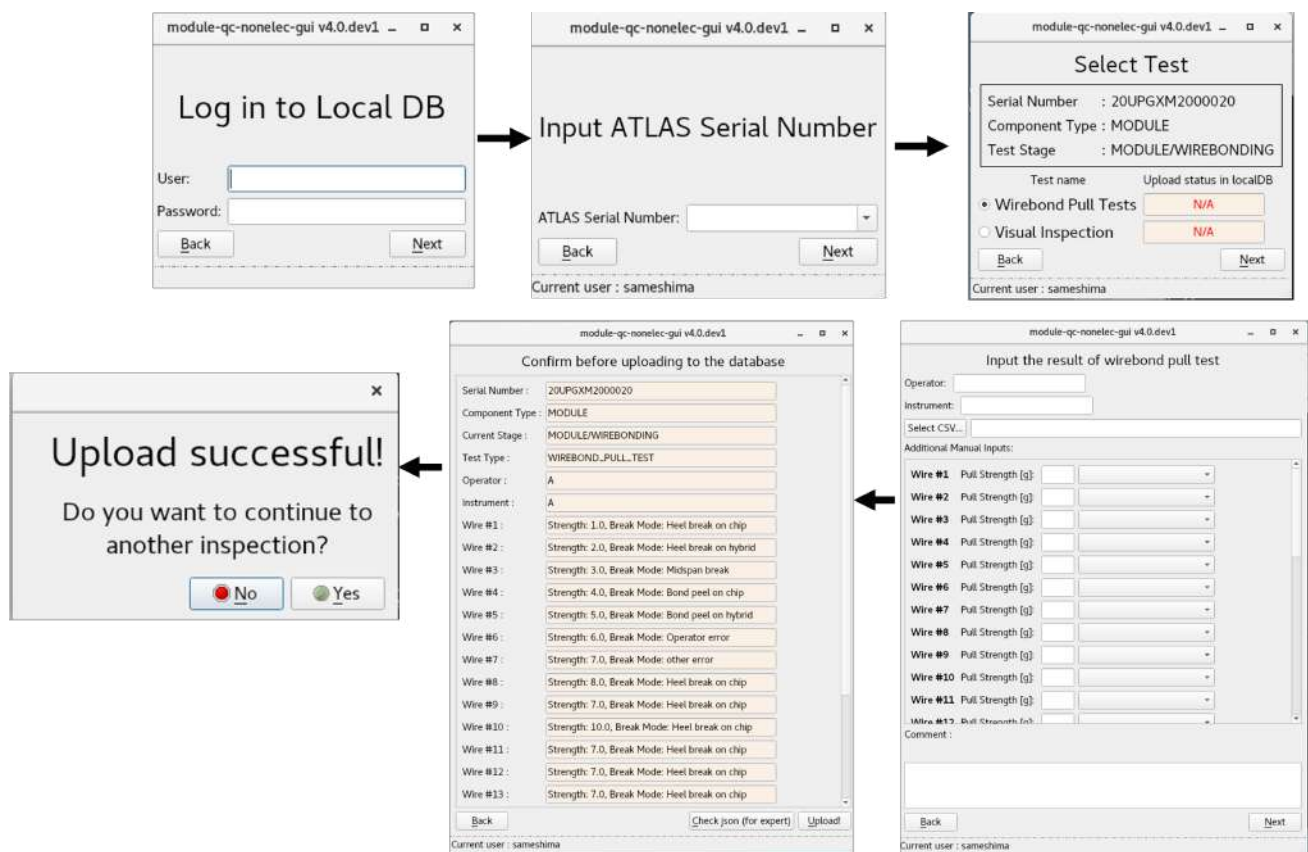 module-qc-nonelec-gui v4.0.dev1
Log in to Local DB
User:
Password:
Back Next
module-qc-nonelec-gui v4.0.dev1
Input ATLAS Serial Number
ATLAS Serial Number:
Back Next
Current user : sameshima
module-qc-nonelec-gui v4.0.dev1
Select Test
Serial Number : 20UPGXM2000020
Component Type : MODULE
Test Stage : MODULE/WIREBONDING
Test name Upload status in localDB
Wirebond Pull Tests N/A
Visual Inspection N/A
Back Next
Current user : sameshima
module-qc-nonelec-gui v4.0.dev1
Input the result of wirebond pull test
Operator:
Instrument:
Select CSV...
Additional Manual Inputs:
Wire #1 Pull Strength [g]:
Wire #2 Pull Strength [g]:
Wire #3 Pull Strength [g]:
Wire #4 Pull Strength [g]:
Wire #5 Pull Strength [g]:
Wire #6 Pull Strength [g]:
Wire #7 Pull Strength [g]:
Wire #8 Pull Strength [g]:
Wire #9 Pull Strength [g]:
Wire #10 Pull Strength [g]:
Wire #11 Pull Strength [g]:
Wire #12 Pull Strength [g]:
Comment :
Back Next
Current user : sameshima
module-qc-nonelec-gui v4.0.dev1
Confirm before uploading to the database
Serial Number : 20UPGXM2000020
Component Type : MODULE
Current Stage : MODULE/WIREBONDING
Test Type : WIREBOND_PULL_TEST
Operator : A
Instrument : A
Wire #1 : Strength: 1.0, Break Mode: Heel break on chip
Wire #2 : Strength: 2.0, Break Mode: Heel break on hybrid
Wire #3 : Strength: 3.0, Break Mode: Midspan break
Wire #4 : Strength: 4.0, Break Mode: Bond peel on chip
Wire #5 : Strength: 5.0, Break Mode: Bond peel on hybrid
Wire #6 : Strength: 6.0, Break Mode: Operator error
Wire #7 : Strength: 7.0, Break Mode: other error
Wire #8 : Strength: 8.0, Break Mode: Heel break on chip
Wire #9 : Strength: 7.0, Break Mode: Heel break on chip
Wire #10 : Strength: 10.0, Break Mode: Heel break on chip
Wire #11 : Strength: 7.0, Break Mode: Heel break on chip
Wire #12 : Strength: 7.0, Break Mode: Heel break on chip
Wire #13 : Strength: 7.0, Break Mode: Heel break on chip
Back Check json (for expert) Upload!
Current user : sameshima
Upload successful!
Do you want to continue to
another inspection?
No Yes